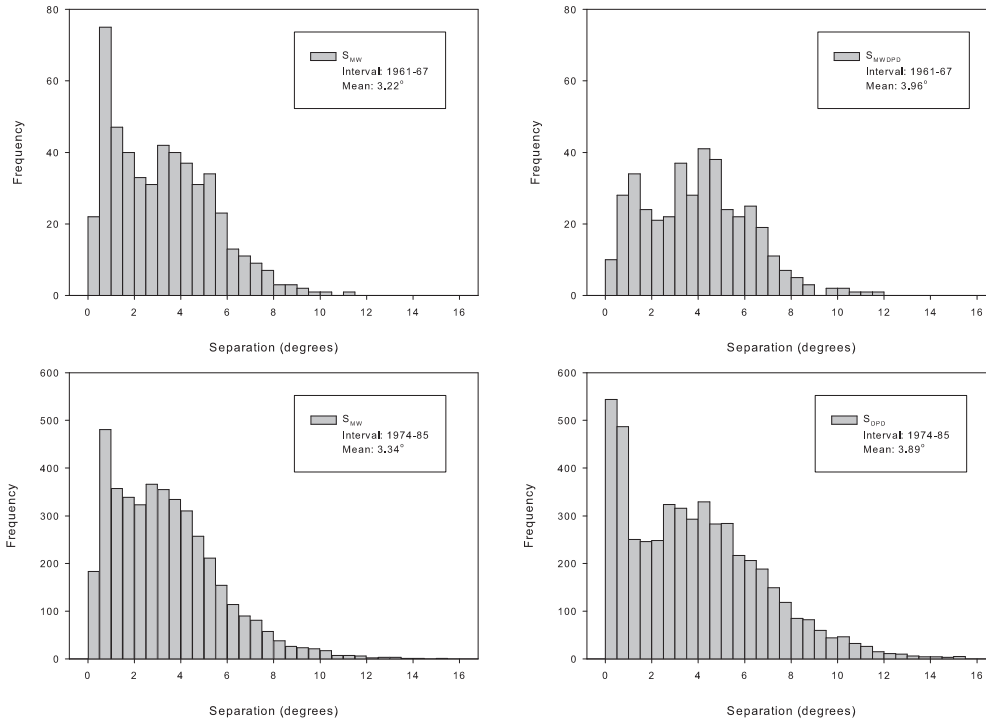 80
60
40
20
0
Frequency
S_MW
Interval: 1961-67
Mean: 3.22°
0 2 4 6 8 10 12 14 16
Separation (degrees)
80
60
40
20
0
Frequency
S_MWDPD
Interval: 1961-67
Mean: 3.96°
0 2 4 6 8 10 12 14 16
Separation (degrees)
600
500
400
300
200
100
0
Frequency
S_MW
Interval: 1974-85
Mean: 3.34°
0 2 4 6 8 10 12 14 16
Separation (degrees)
600
500
400
300
200
100
0
Frequency
S_DPD
Interval: 1974-85
Mean: 3.89°
0 2 4 6 8 10 12 14 16
Separation (degrees)